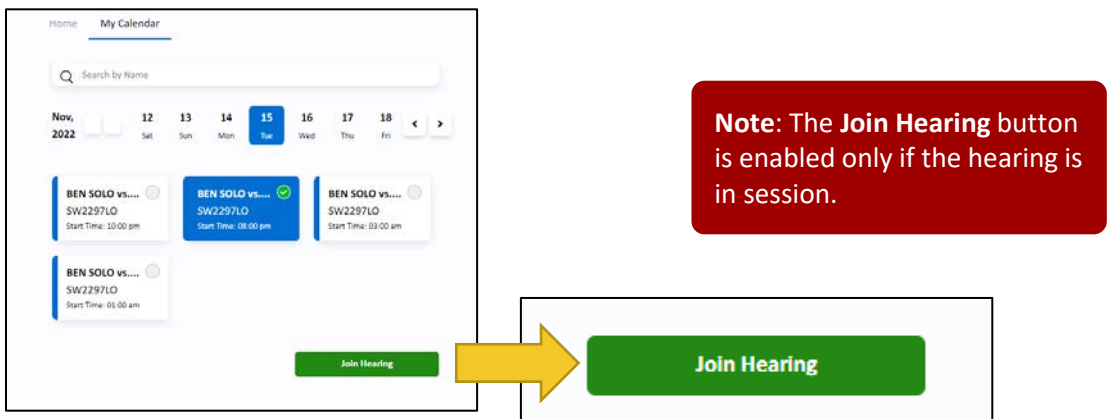 Home My Calendar
Search by Name
Nov, 12 13 14 15 16 17 18 < >
2022 Sat Sun Mon Tue Wed Thu Fri
BEN SOLO vs.... BEN SOLO vs.... BEN SOLO vs....
SW2297LO SW2297LO SW2297LO
Start Time: 10:00 pm Start Time: 08:00 pm Start Time: 03:00 am
BEN SOLO vs....
SW2297LO
Start Time: 01:00 am
Join Hearing
Note: The Join Hearing button
is enabled only if the hearing is
in session.
Join Hearing